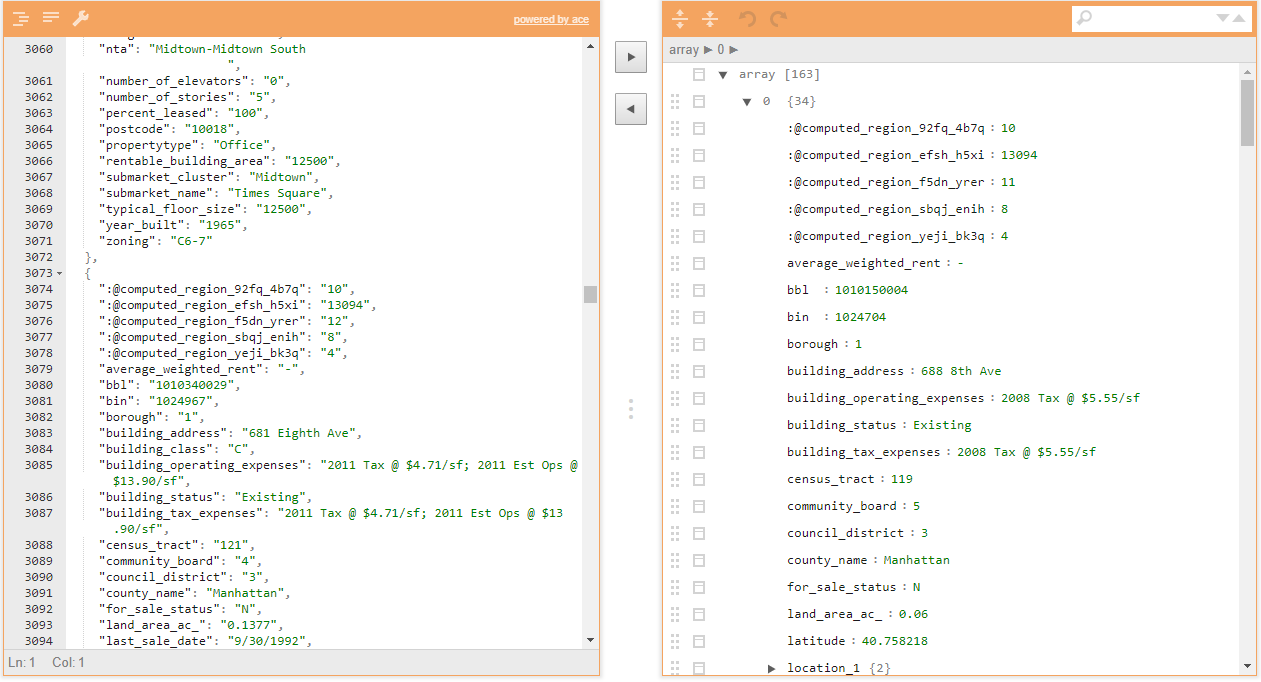 powered by ace
3060 "nta": "Midtown-Midtown South
",
3061 "number_of_elevators": "0",
3062 "number_of_stories": "5",
3063 "percent_leased": "100",
3064 "postcode": "10018",
3065 "propertytype": "Office",
3066 "rentable_building_area": "12500",
3067 "submarket_cluster": "Midtown",
3068 "submarket_name": "Times Square",
3069 "typical_floor_size": "12500",
3070 "year_built": "1965",
3071 "zoning": "C6-7"
3072 },
3073 {
3074 ":@computed_region_92fq_4b7q": "10",
3075 ":@computed_region_efsh_h5xi": "13094",
3076 ":@computed_region_f5dn_yrer": "12",
3077 ":@computed_region_sbqj_enih": "8",
3078 ":@computed_region_yeji_bk3q": "4",
3079 "average_weighted_rent": "-",
3080 "bbl": "1010340029",
3081 "bin": "1024967",
3082 "borough": "1",
3083 "building_address": "681 Eighth Ave",
3084 "building_class": "C",
3085 "building_operating_expenses": "2011 Tax @ $4.71/sf; 2011 Est Ops @
$13.90/sf",
3086 "building_status": "Existing",
3087 "building_tax_expenses": "2011 Tax @ $4.71/sf; 2011 Est Ops @ $13
.90/sf",
3088 "census_tract": "121",
3089 "community_board": "4",
3090 "council_district": "3",
3091 "county_name": "Manhattan",
3092 "for_sale_status": "N",
3093 "land_area_ac_": "0.1377",
3094 "last_sale_date": "9/30/1992",
Ln: 1 Col: 1
array ► 0 ►
▼ array [163]
▼ 0 {34}
:@computed_region_92fq_4b7q : 10
:@computed_region_efsh_h5xi : 13094
:@computed_region_f5dn_yrer : 11
:@computed_region_sbqj_enih : 8
:@computed_region_yeji_bk3q : 4
average_weighted_rent : -
bbl : 1010150004
bin : 1024704
borough : 1
building_address : 688 8th Ave
building_operating_expenses : 2008 Tax @ $5.55/sf
building_status : Existing
building_tax_expenses : 2008 Tax @ $5.55/sf
census_tract : 119
community_board : 5
council_district : 3
county_name : Manhattan
for_sale_status : N
land_area_ac_ : 0.06
latitude : 40.758218
► location_1 {2}